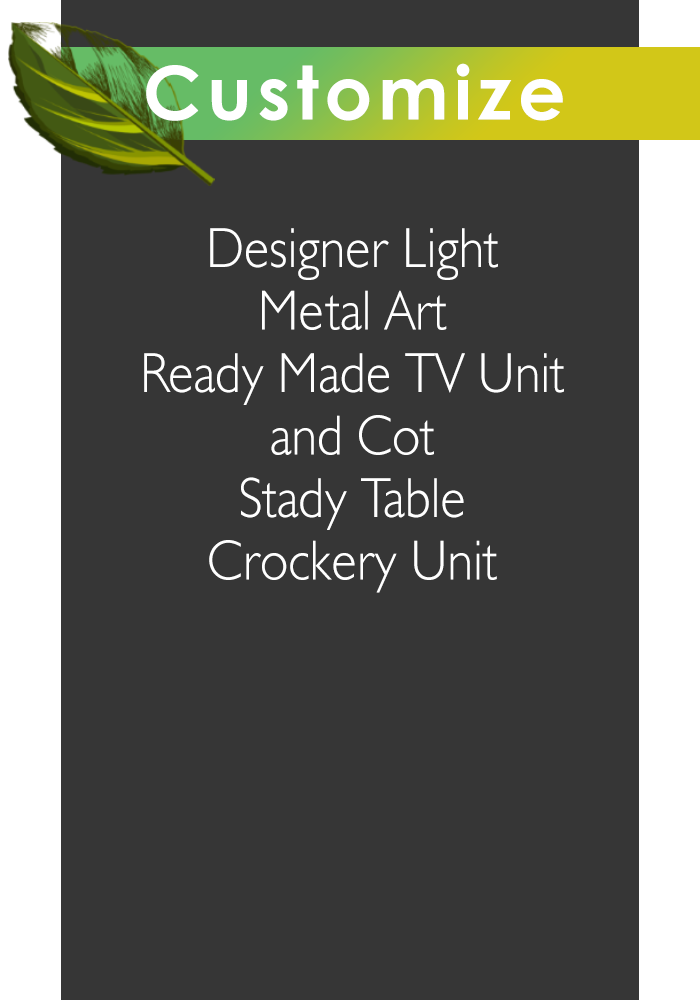 Customize
Designer Light
Metal Art
Ready Made TV Unit
and Cot
Stady Table
Crockery Unit